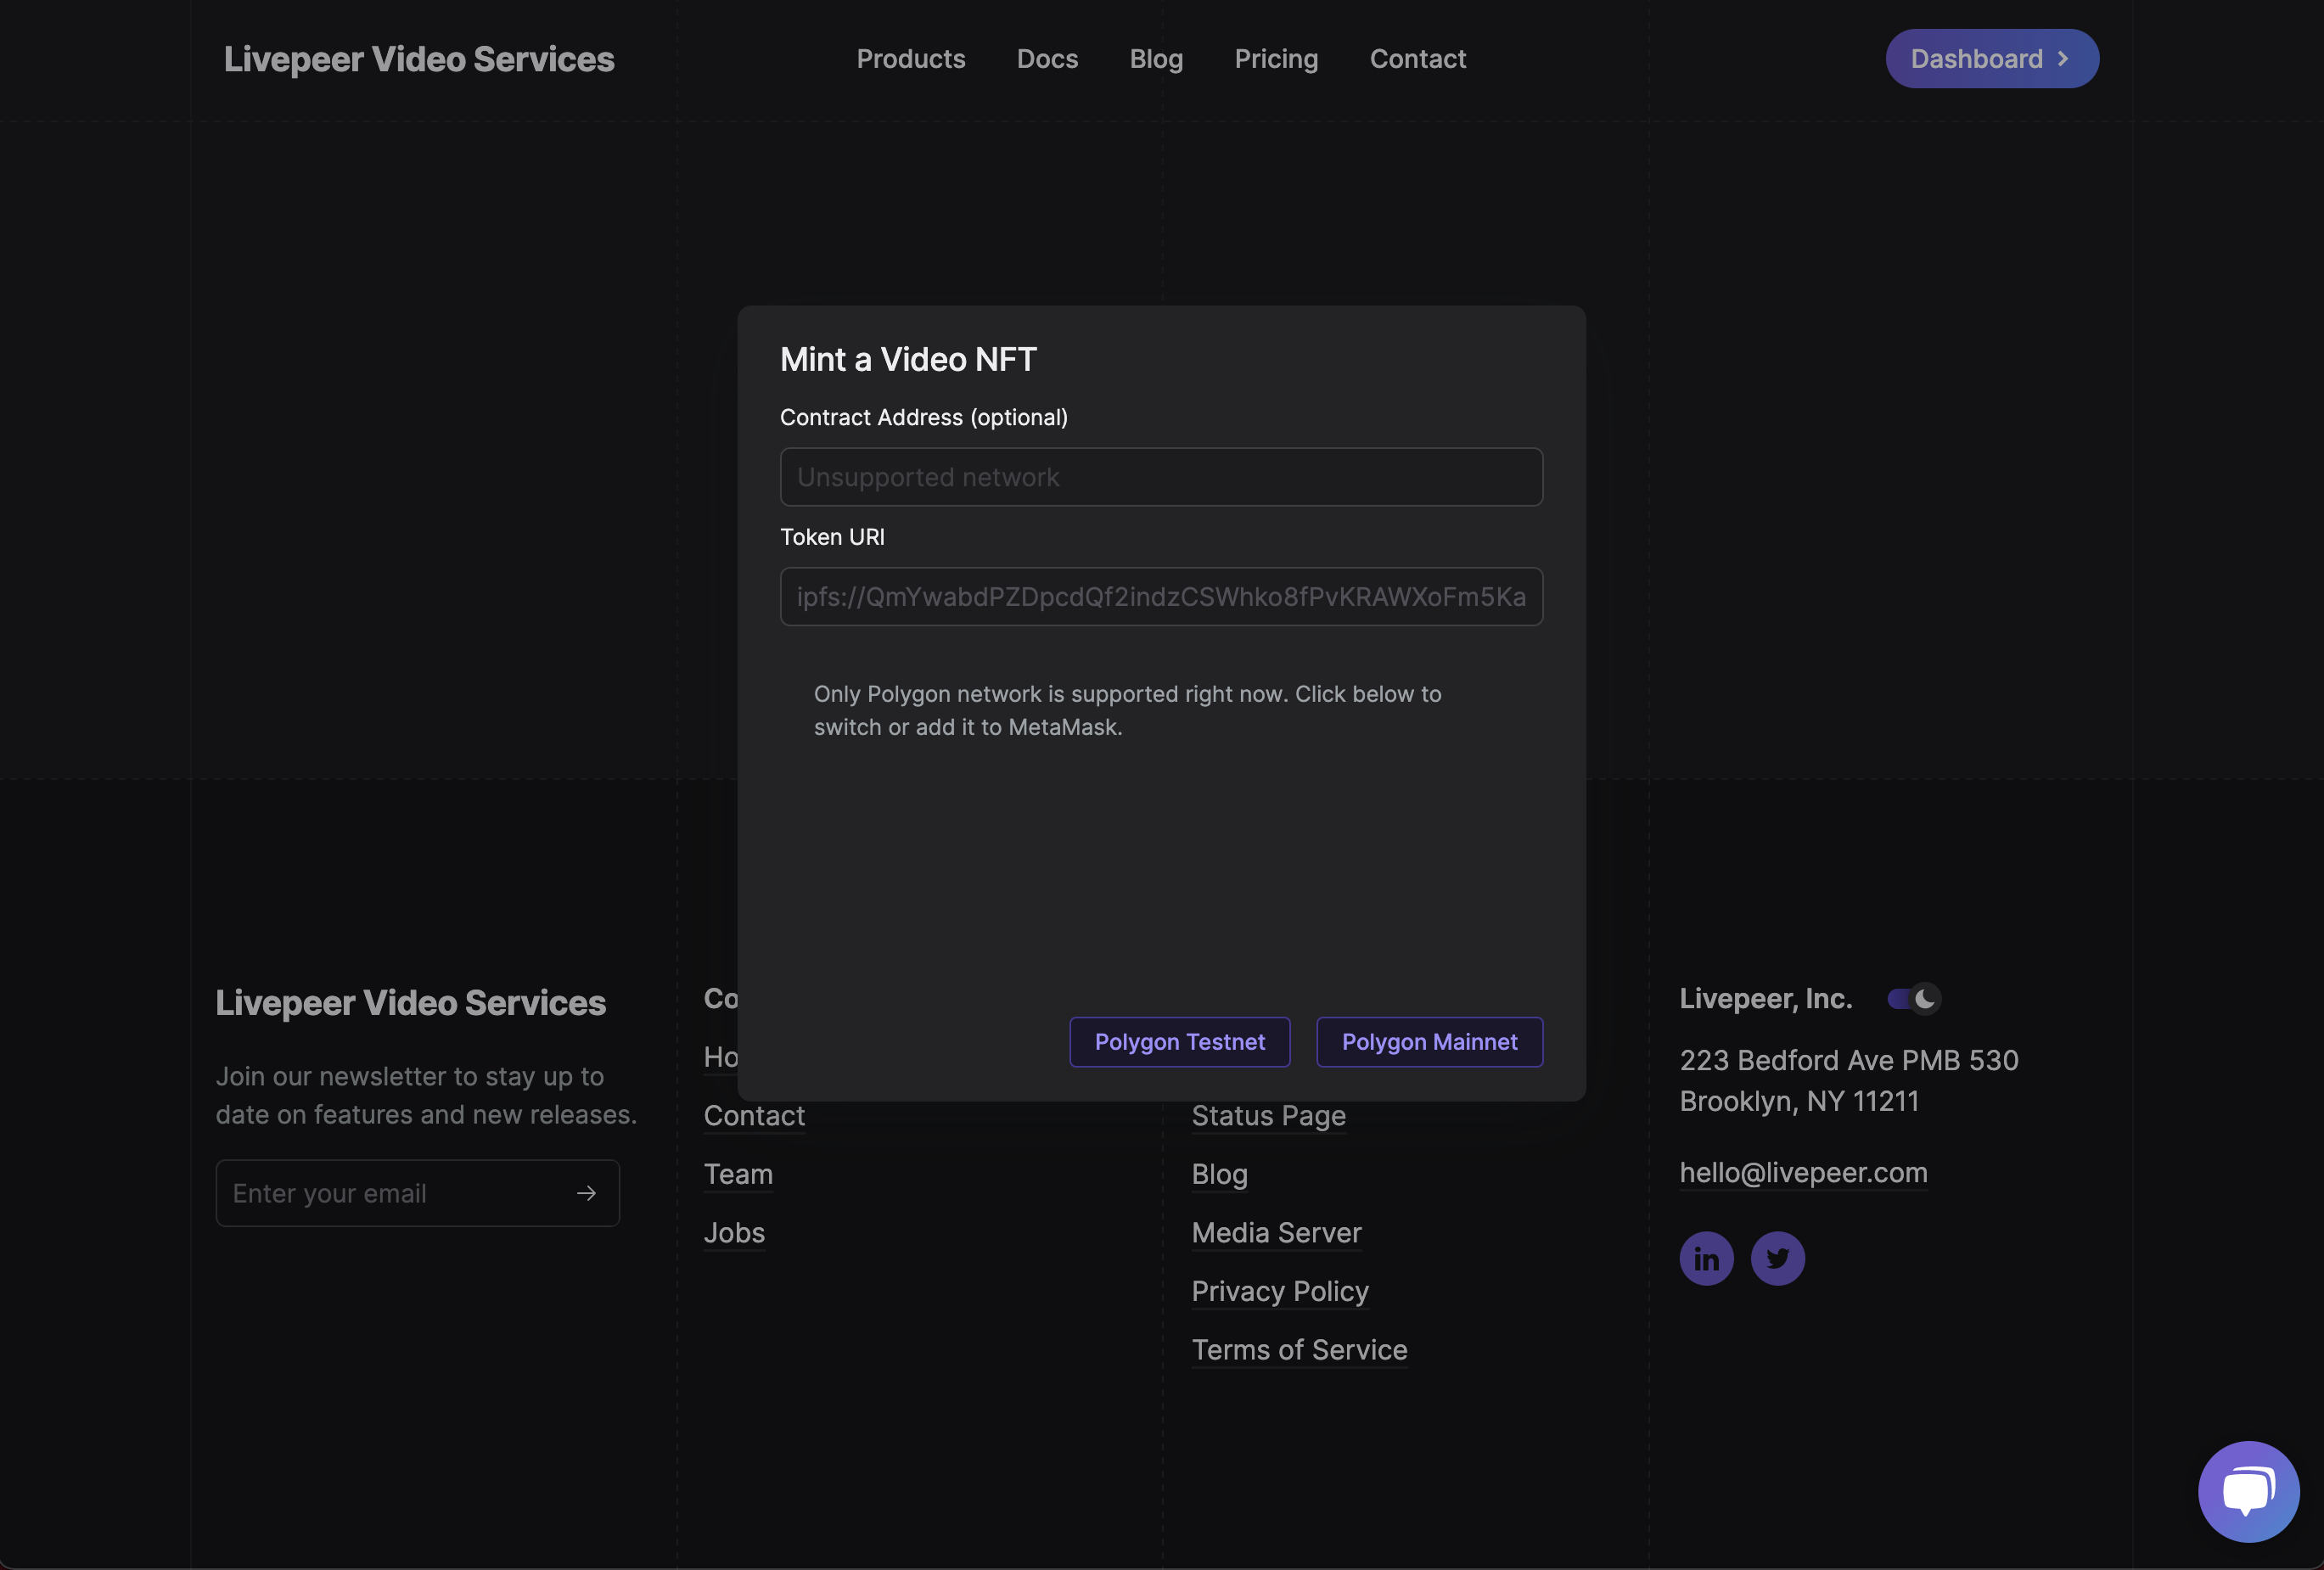 Livepeer Video Services
Products
Docs
Blog
Pricing
Contact
Dashboard
Mint a Video NFT
Contract Address (optional)
Unsupported network
Token URI
ipfs://QmYwabdPZDpcdQf2indzCSWhko8fPvKRAWXoFm5Ka
Only Polygon network is supported right now. Click below to
switch or add it to MetaMask.
Polygon Testnet
Polygon Mainnet
Livepeer Video Services
Join our newsletter to stay up to
date on features and new releases.
Enter your email
Co
Ho
Contact
Team
Jobs
Status Page
Blog
Media Server
Privacy Policy
Terms of Service
Livepeer, Inc.
223 Bedford Ave PMB 530
Brooklyn, NY 11211
hello@livepeer.com
in